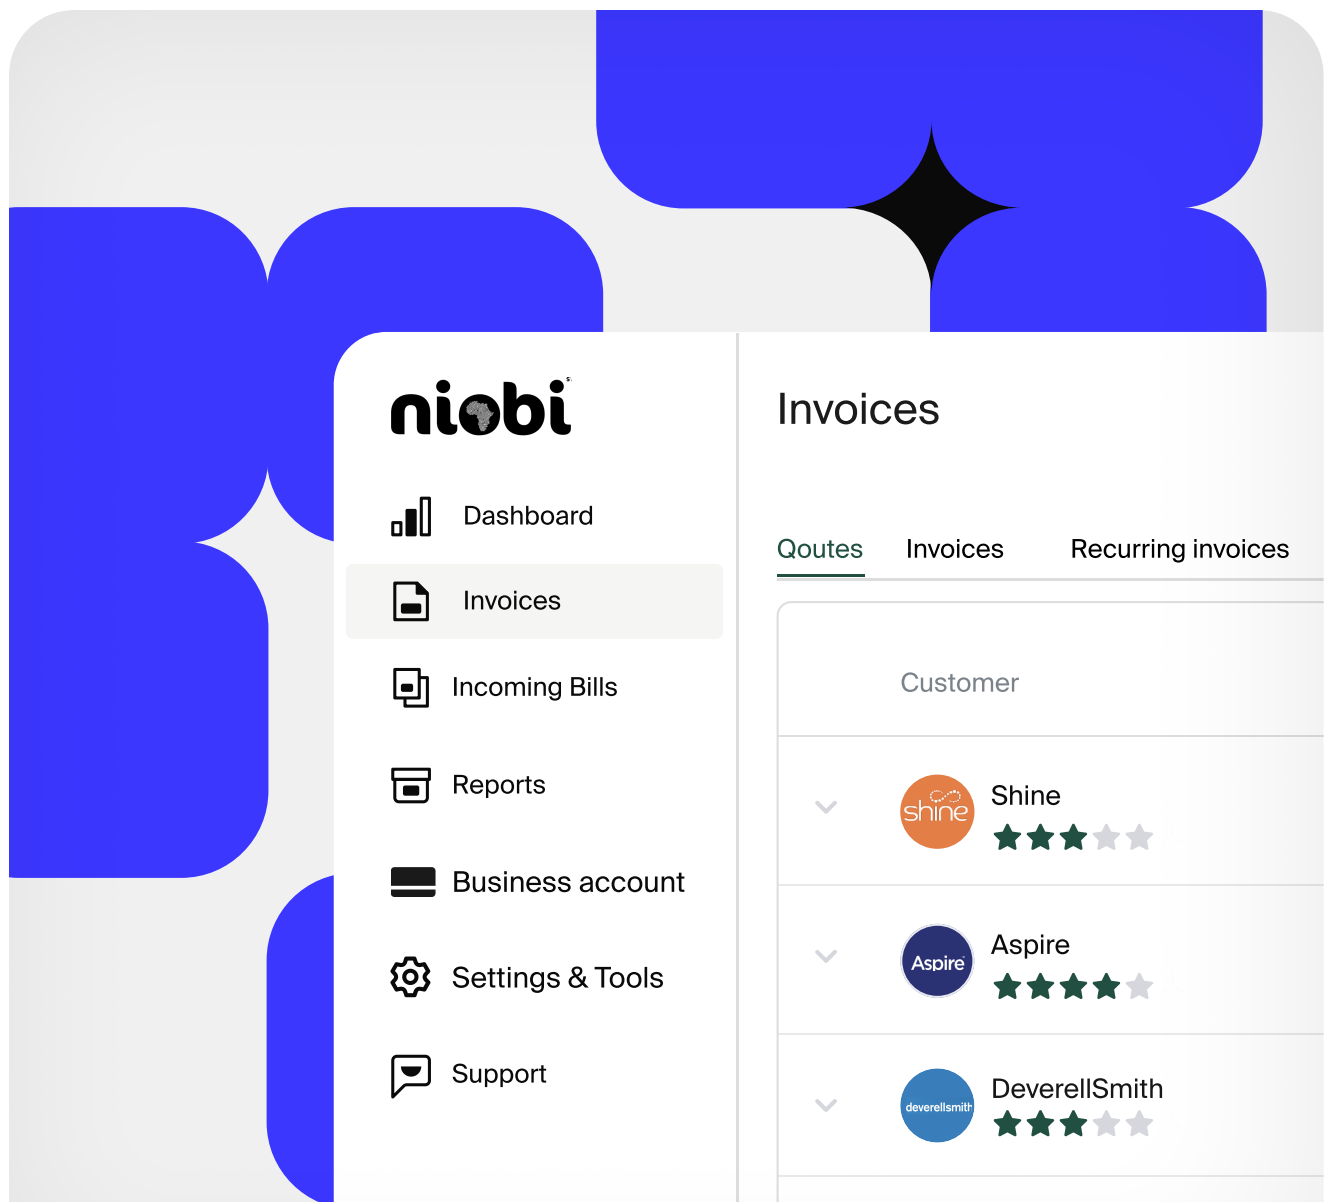 niobi
Dashboard
Invoices
Incoming Bills
Reports
Business account
Settings & Tools
Support
Invoices
Qoutes Invoices Recurring invoices
Customer
shine
Shine
Aspire
Aspire
deverellsmith
DeverellSmith